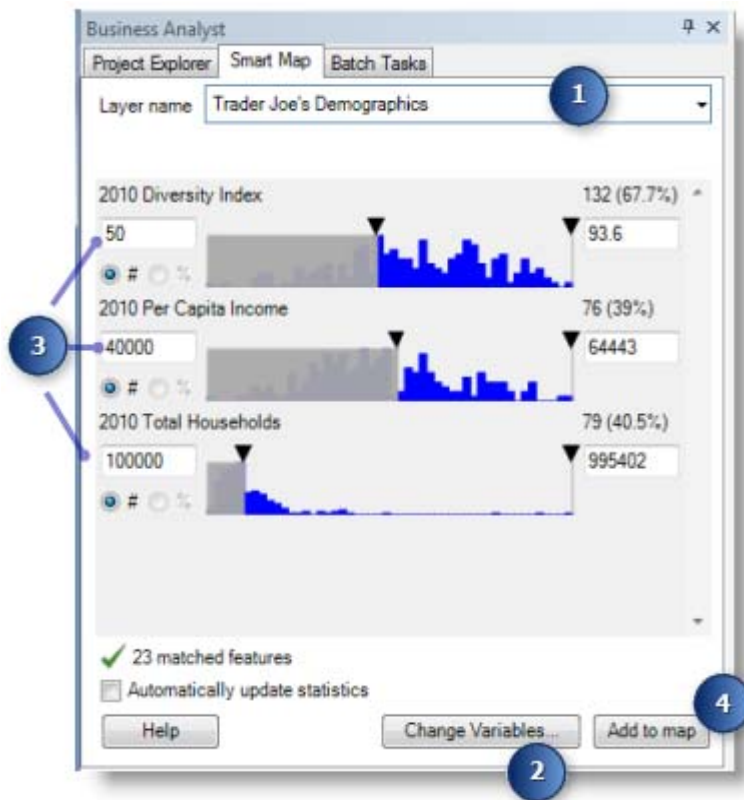 Business Analyst
Project Explorer Smart Map Batch Tasks
Layer name Trader Joe's Demographics 1
2010 Diversity Index 132 (67.7%)
50 93.6
# %
2010 Per Capita Income 76 (39%)
3 40000 64443
# %
2010 Total Households 79 (40.5%)
100000 995402
# %
23 matched features
Automatically update statistics 4
Help Change Variables... Add to map
2